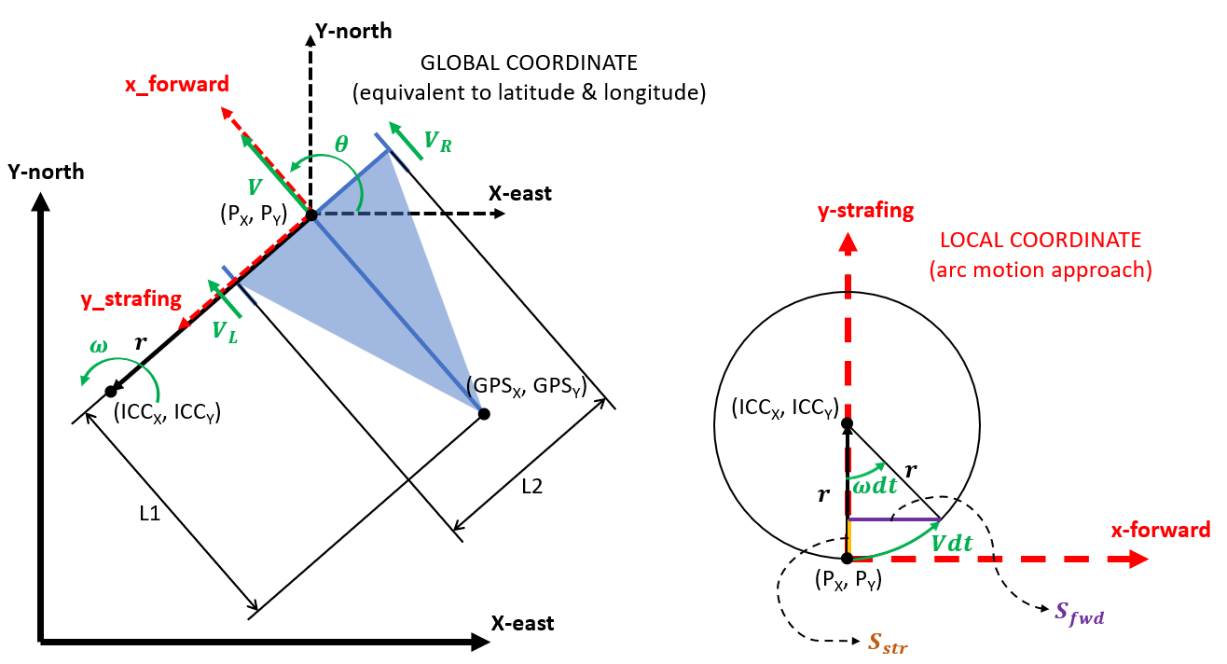 Y-north
GLOBAL COORDINATE
(equivalent to latitude & longitude)
x_forward
θ
V_R
Y-north
V
X-east
(P_X, P_Y)
y_strafing
V_L
ω
r
(ICC_X, ICC_Y)
(GPS_X, GPS_Y)
L1
L2
X-east
y-strafing
LOCAL COORDINATE
(arc motion approach)
(ICC_X, ICC_Y)
r
ωdt
r
Vdt
x-forward
(P_X, P_Y)
S_fwd
S_str